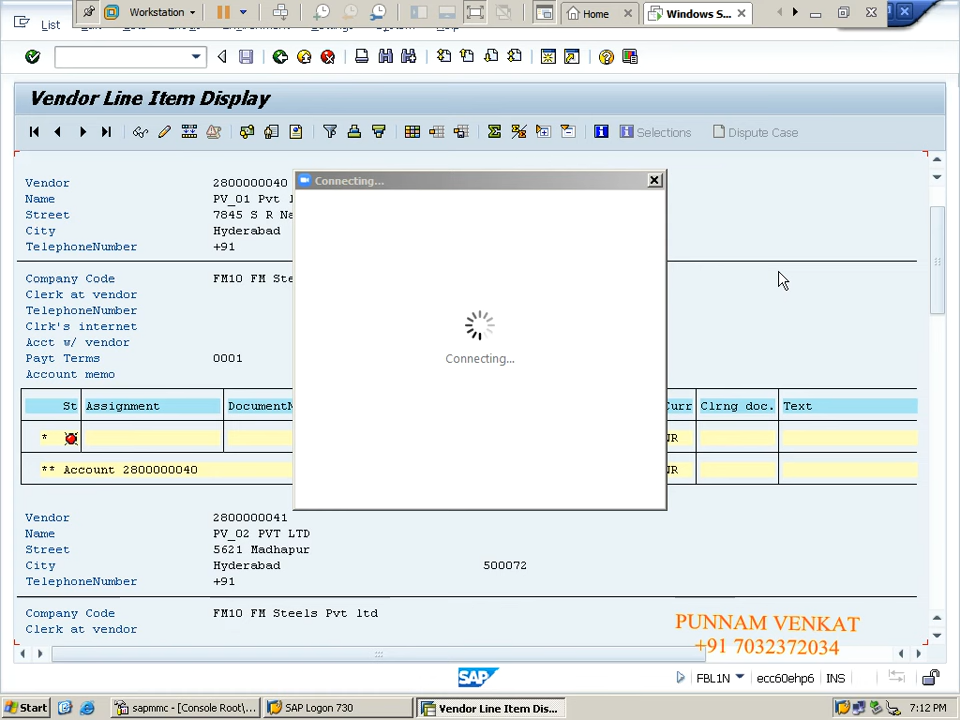 Workstation
Home
Windows S...
List
Vendor Line Item Display
Selections
Dispute Case
Vendor 2800000040
Name PV_01 Pvt
Street 7845 S R Na
City Hyderabad
TelephoneNumber +91
Connecting...
Connecting...
Company Code FM10 FM Ste
Clerk at vendor
TelephoneNumber
Clrk's internet
Acct w/ vendor
Payt Terms 0001
Account memo
St Assignment DocumentN Curr Clrng doc. Text
*
** Account 2800000040
Vendor 2800000041
Name PV_02 PVT LTD
Street 5621 Madhapur
City Hyderabad 500072
TelephoneNumber +91
Company Code FM10 FM Steels Pvt ltd
Clerk at vendor
PUNNAM VENKAT
+91 7032372034
SAP
FBL1N ecc60ehp6 INS
Start sapmmc - [Console Root\... SAP Logon 730 Vendor Line Item Dis... 7:12 PM